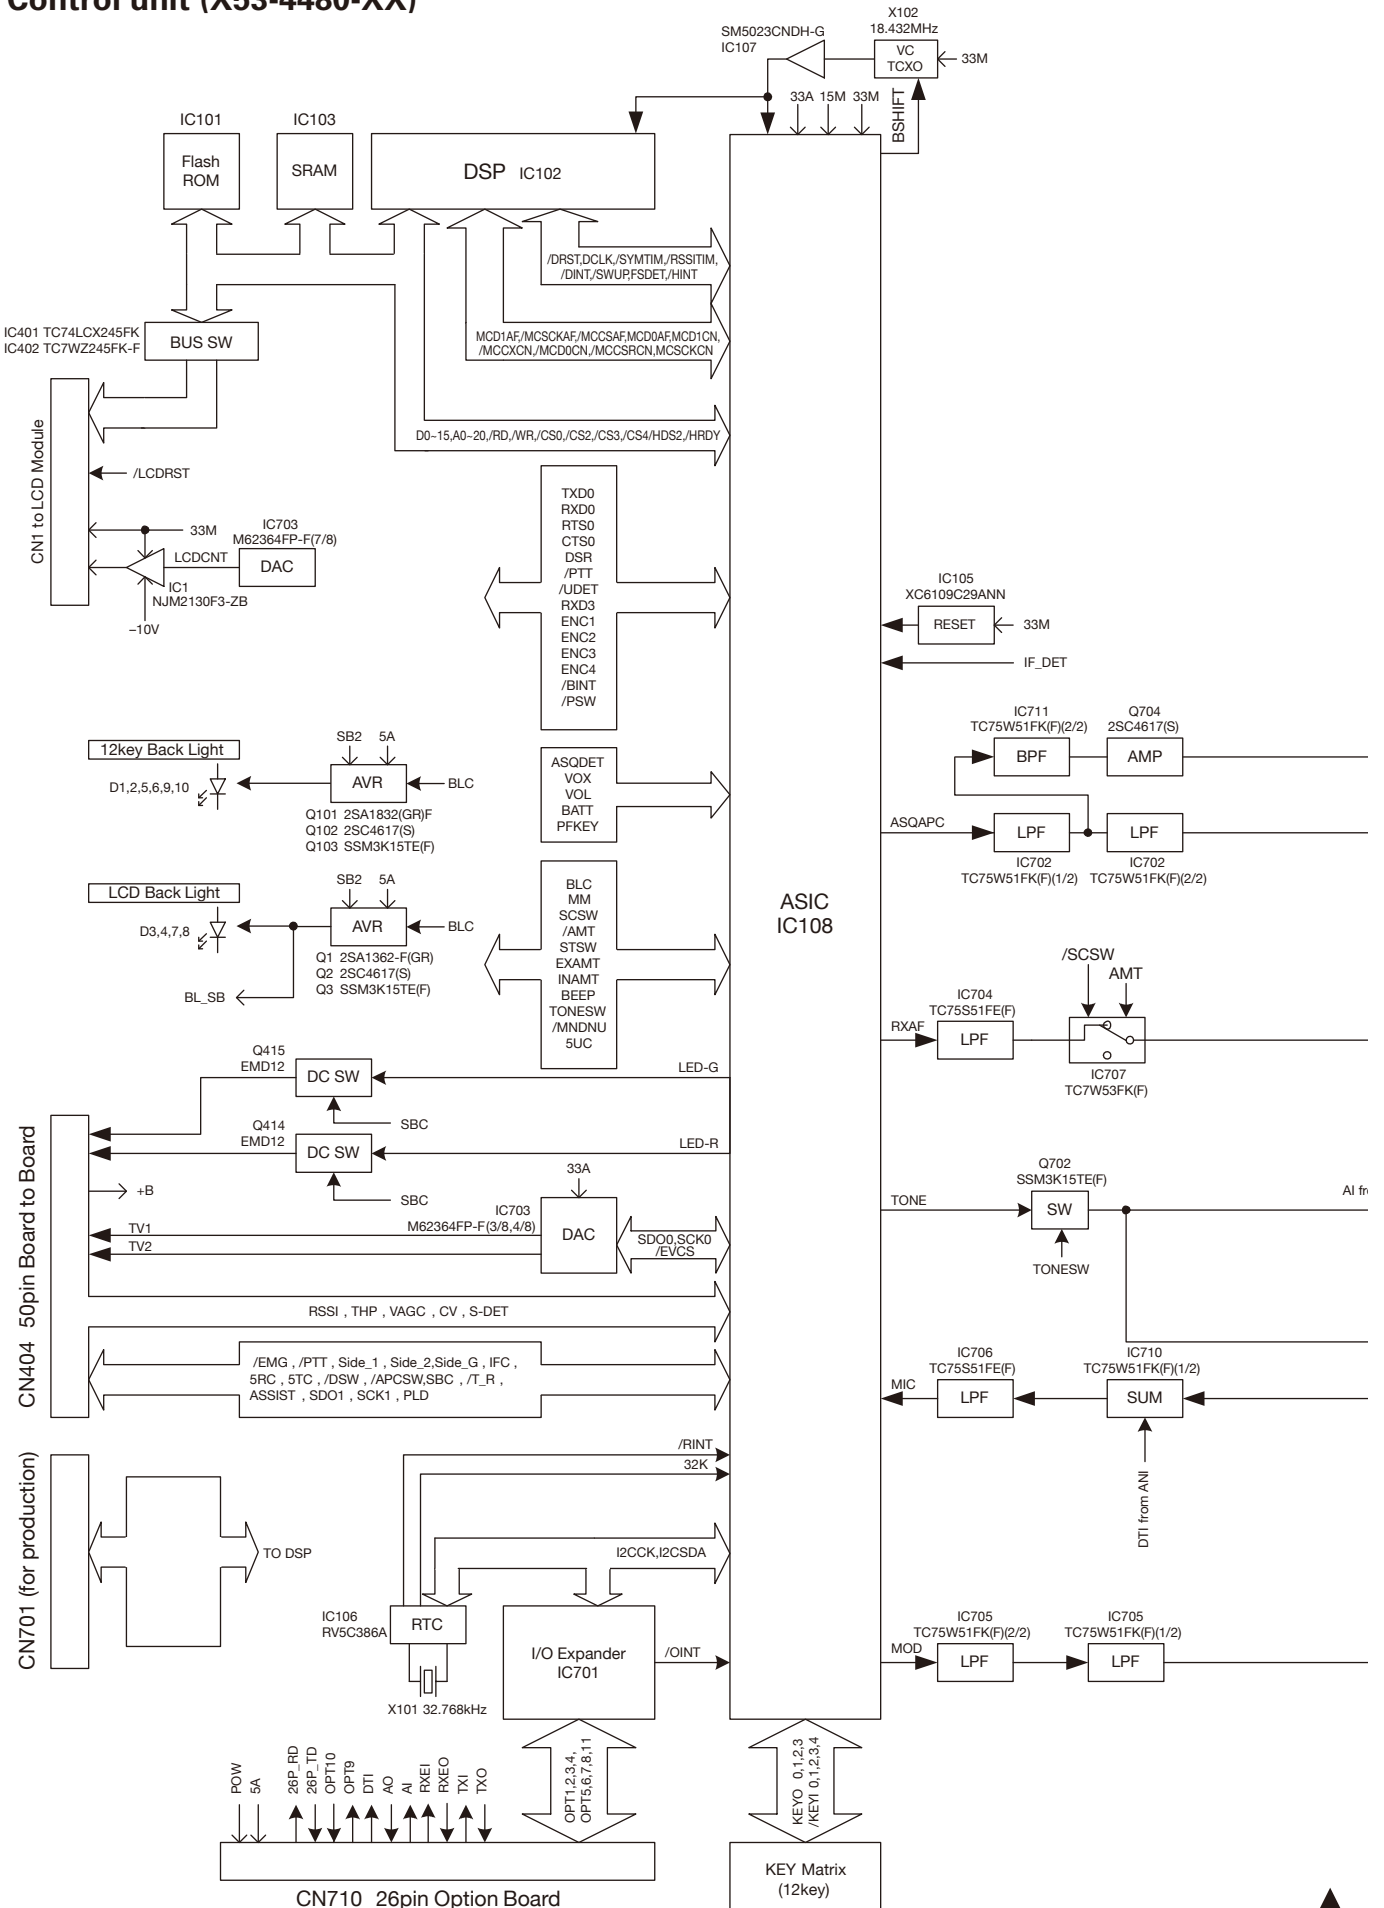 Control unit (X53-4480-XX)
X102
18.432MHz
SM5023CNDH-G
IC107
VC
TCXO
33M
33A 15M 33M
BSHIFT
IC101
IC103
Flash
ROM
SRAM
DSP IC102
/DRST,DCLK,/SYMTIM,/RSSITIM,
/DINT,/SWUP,FSDET,/HINT
IC401 TC74LCX245FK
IC402 TC7WZ245FK-F
BUS SW
MCD1AF,/MCSCKAF,/MCCSAF,MCD0AF,MCD1CN,
/MCCXCN,/MCD0CN,/MCCSRCN,MCSCKCN
D0~15,A0~20,/RD,/WR,/CS0,/CS2,/CS3,/CS4/HDS2,/HRDY
CN1 to LCD Module
/LCDRST
33M
IC703
M62364FP-F(7/8)
LCDCNT
DAC
IC1
NJM2130F3-ZB
–10V
TXD0
RXD0
RTS0
CTS0
DSR
/PTT
/UDET
RXD3
ENC1
ENC2
ENC3
ENC4
/BINT
/PSW
IC105
XC6109C29ANN
RESET
33M
IF_DET
IC711
TC75W51FK(F)(2/2)
Q704
2SC4617(S)
BPF
AMP
12key Back Light
SB2 5A
D1,2,5,6,9,10
AVR
BLC
Q101 2SA1832(GR)F
Q102 2SC4617(S)
Q103 SSM3K15TE(F)
ASQDET
VOX
VOL
BATT
PFKEY
ASQAPC
LPF
LPF
IC702
TC75W51FK(F)(1/2)
IC702
TC75W51FK(F)(2/2)
LCD Back Light
SB2 5A
D3,4,7,8
AVR
BLC
Q1 2SA1362-F(GR)
Q2 2SC4617(S)
Q3 SSM3K15TE(F)
BL_SB
BLC
MM
SCSW
/AMT
STSW
EXAMT
INAMT
BEEP
TONESW
/MNDNU
5UC
ASIC
IC108
/SCSW
AMT
IC704
TC75S51FE(F)
RXAF
LPF
IC707
TC7W53FK(F)
Q415
EMD12
DC SW
LED-G
SBC
Q414
EMD12
DC SW
LED-R
SBC
CN404 50pin Board to Board
+B
33A
IC703
M62364FP-F(3/8,4/8)
TV1
TV2
DAC
SDO0,SCK0
/EVCS
Q702
SSM3K15TE(F)
TONE
SW
TONESW
RSSI , THP , VAGC , CV , S-DET
/EMG , /PTT , Side_1 , Side_2,Side_G , IFC ,
5RC , 5TC , /DSW , /APCSW,SBC , /T_R ,
ASSIST , SDO1 , SCK1 , PLD
IC706
TC75S51FE(F)
IC710
TC75W51FK(F)(1/2)
MIC
LPF
SUM
DTI from ANI
CN701 (for production)
TO DSP
/RINT
32K
I2CCK,I2CSDA
IC106
RV5C386A
RTC
X101 32.768kHz
I/O Expander
IC701
/OINT
IC705
TC75W51FK(F)(2/2)
IC705
TC75W51FK(F)(1/2)
MOD
LPF
LPF
POW
5A
26P_RD
26P_TD
OPT10
OPT9
DTI
AO
AI
RXEI
RXEO
TXI
TXO
OPT1,2,3,4,
OPT5,6,7,8,11
KEYO 0,1,2,3
/KEYI 0,1,2,3,4
CN710 26pin Option Board
KEY Matrix
(12key)